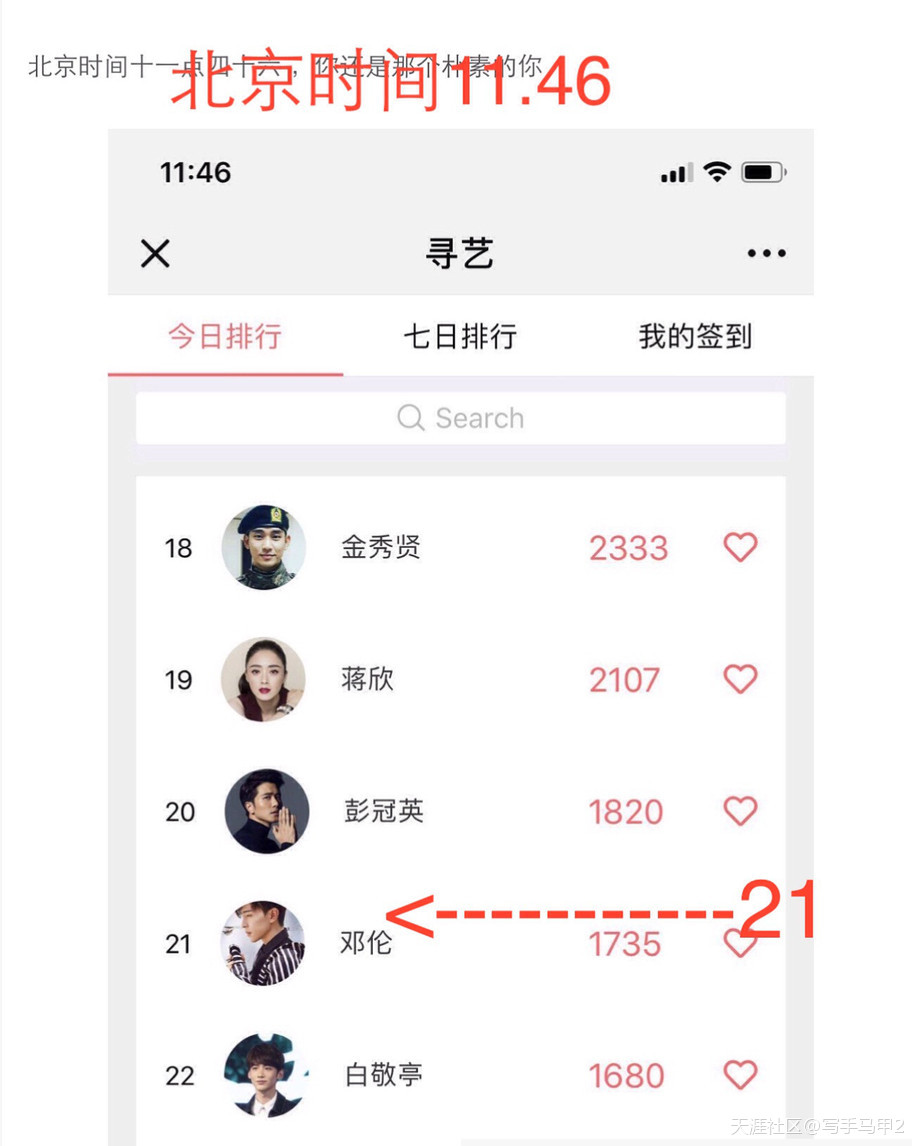 北京时间十一点四十六，你还是那个朴素的你
北京时间11.46
11:46
寻艺
今日排行 七日排行 我的签到
Search
18 金秀贤 2333
19 蒋欣 2107
20 彭冠英 1820
<-----------21
21 邓伦 1735
22 白敬亭 1680
天涯社区@写手马甲2